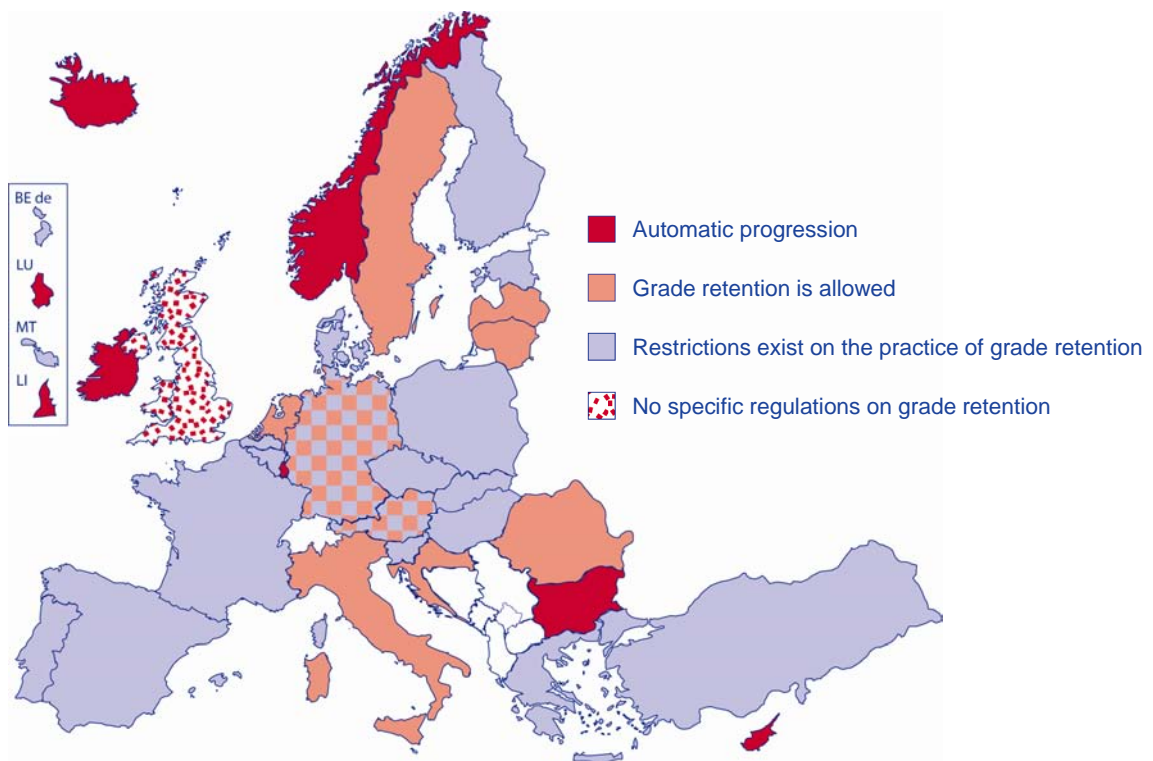 BE de
LU
MT
LI
Automatic progression
Grade retention is allowed
Restrictions exist on the practice of grade retention
No specific regulations on grade retention